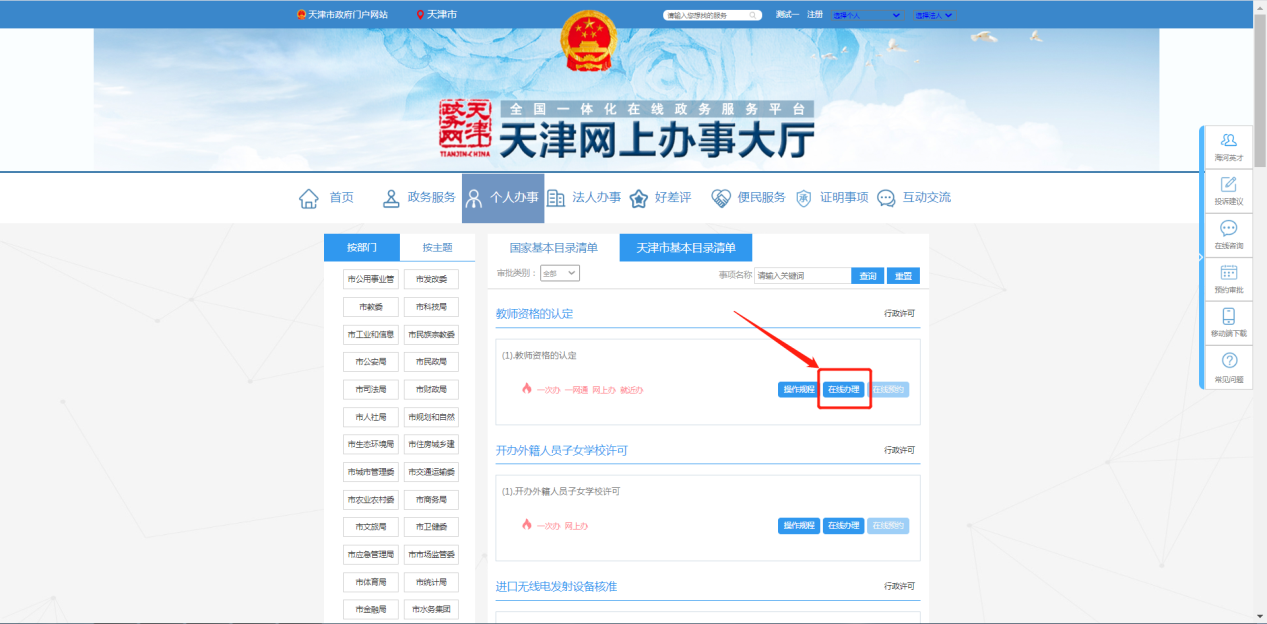 天津市政府门户网站 天津市 请输入您想找的服务 测试一 注册 选择个人 选择法人
天津政务网 TIANJIN-CHINA
全国一体化在线政务服务平台
天津网上办事大厅
首页 政务服务 个人办事 法人办事 好差评 便民服务 证明事项 互动交流
海河英才
投诉建议
在线咨询
预约审批
移动端下载
常见问题
按部门 按主题
市公用事业管 市发改委
市教委 市科技局
市工业和信息 市民族宗教委
市公安局 市民政局
市司法局 市财政局
市人社局 市规划和自然
市生态环境局 市住房城乡建
市城市管理委 市交通运输委
市农业农村委 市商务局
市文旅局 市卫健委
市应急管理局 市市场监管委
市体育局 市统计局
市金融局 市水务集团
国家基本目录清单 天津市基本目录清单
审批类别： 全部 事项名称 请输入关键词 查询 重置
教师资格的认定 行政许可
(1).教师资格的认定
一次办 一网通 网上办 就近办 操作规程 在线办理 在线预约
开办外籍人员子女学校许可 行政许可
(1).开办外籍人员子女学校许可
一次办 网上办 操作规程 在线办理 在线预约
进口无线电发射设备核准 行政许可